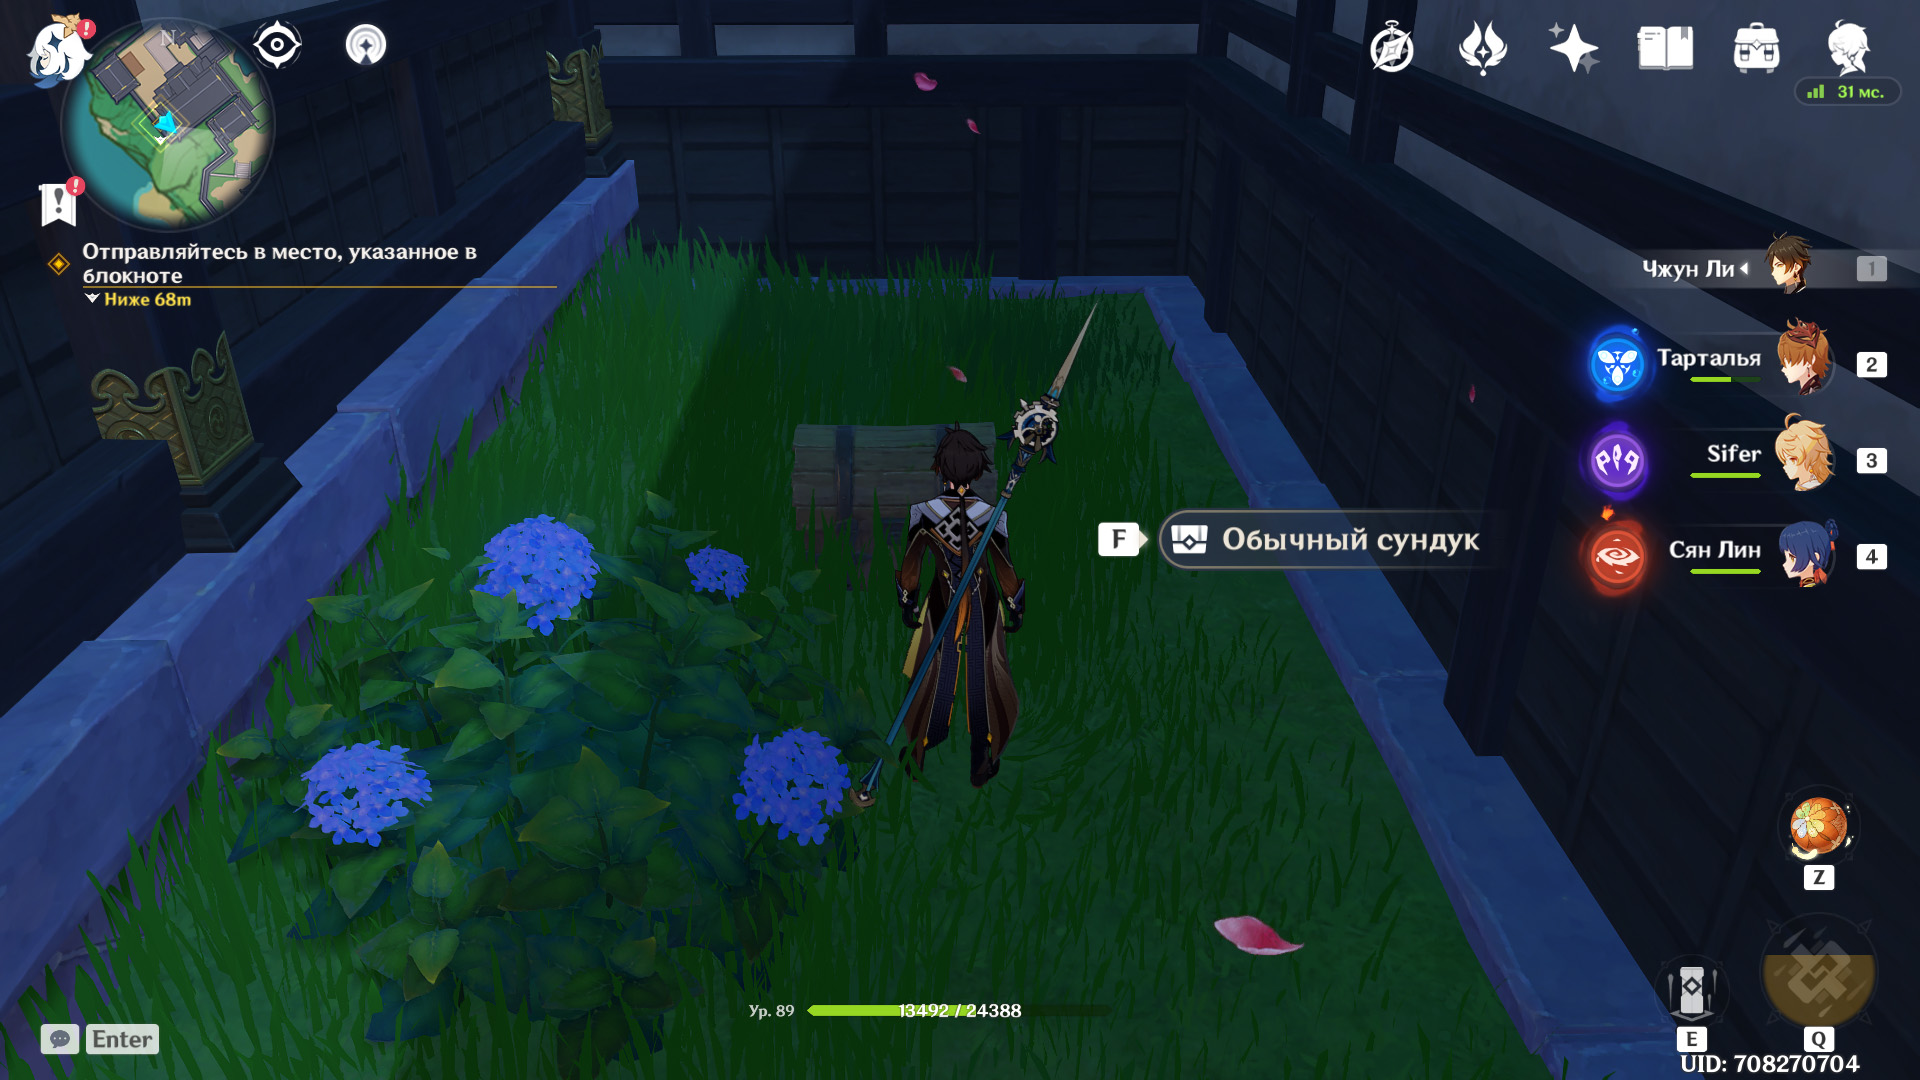 N
31 мс.
Отправляйтесь в место, указанное в
блокноте
Ниже 68m
Чжун Ли
1
Тарталья
2
Sifer
3
Сян Лин
4
F
Обычный сундук
Z
Ур. 89
13492 / 24388
Enter
E
Q
UID: 708270704